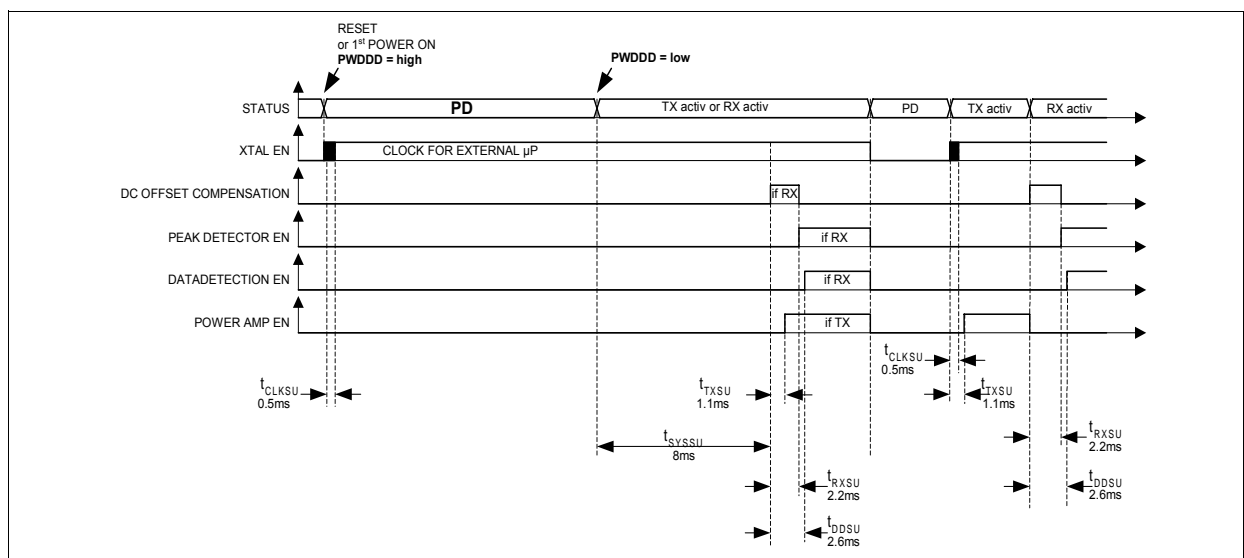 RESET
or 1st POWER ON
PWDDD = high
PWDDD = low
STATUS
PD
TX activ or RX activ
PD
TX activ
RX activ
XTAL EN
CLOCK FOR EXTERNAL µP
DC OFFSET COMPENSATION
if RX
PEAK DETECTOR EN
if RX
DATADETECTION EN
if RX
POWER AMP EN
if TX
tCLKSU
0.5ms
tCLKSU
0.5ms
tTXSU
1.1ms
tTXSU
1.1ms
tSYSSU
8ms
tRXSU
2.2ms
tRXSU
2.2ms
tDDSU
2.6ms
tDDSU
2.6ms